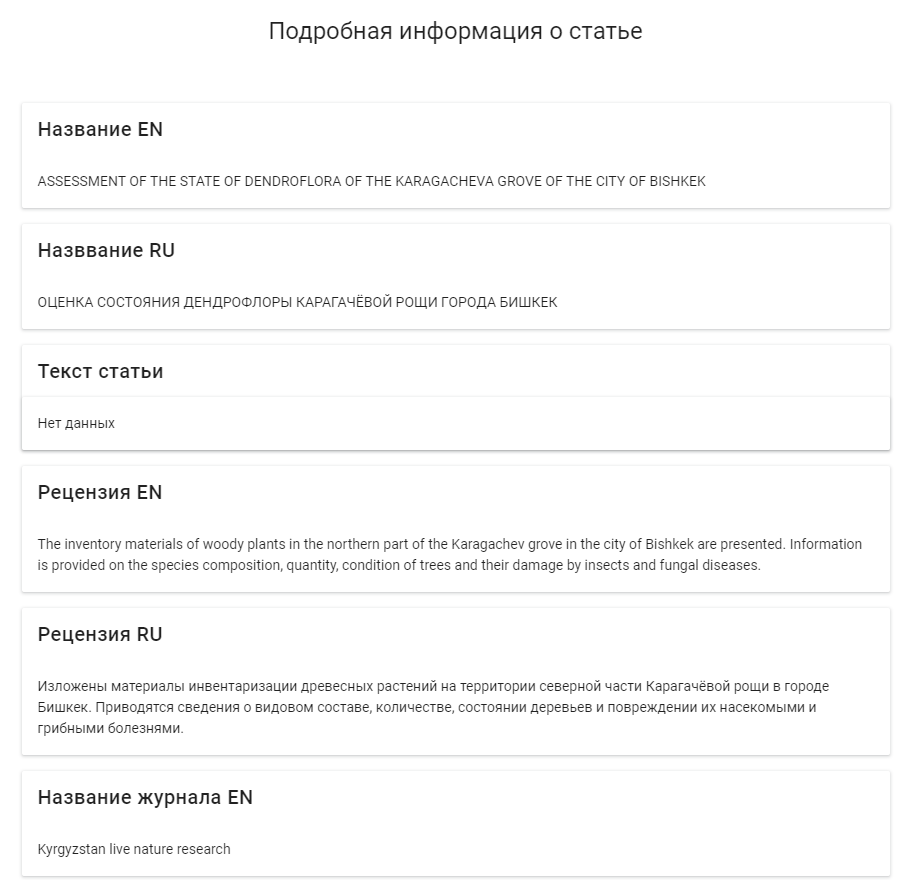 Подробная информация о статье
Название EN
ASSESSMENT OF THE STATE OF DENDROFLORA OF THE KARAGACHEVA GROVE OF THE CITY OF BISHKEK
Назввание RU
ОЦЕНКА СОСТОЯНИЯ ДЕНДРОФЛОРЫ КАРАГАЧЁВОЙ РОЩИ ГОРОДА БИШКЕК
Текст статьи
Нет данных
Рецензия EN
The inventory materials of woody plants in the northern part of the Karagachev grove in the city of Bishkek are presented. Information
is provided on the species composition, quantity, condition of trees and their damage by insects and fungal diseases.
Рецензия RU
Изложены материалы инвентаризации древесных растений на территории северной части Карагачёвой рощи в городе
Бишкек. Приводятся сведения о видовом составе, количестве, состоянии деревьев и повреждении их насекомыми и
грибными болезнями.
Название журнала EN
Kyrgyzstan live nature research